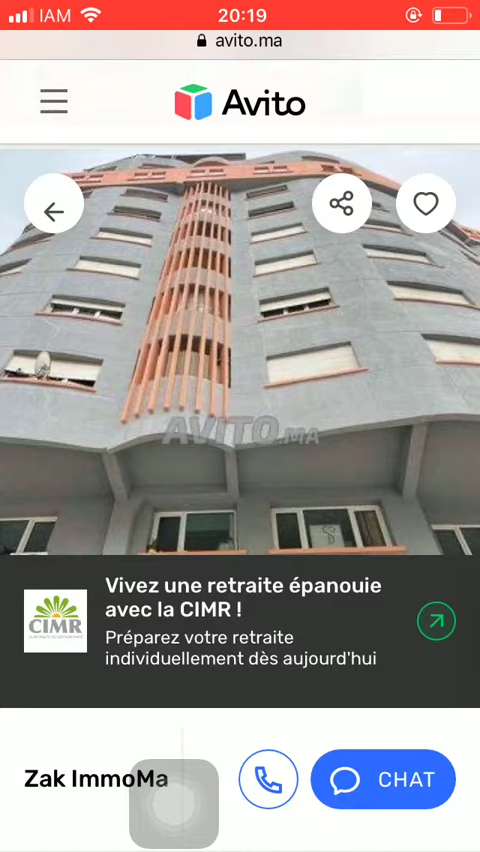 IAM 20:19
avito.ma
Avito
AVITO.MA
Vivez une retraite épanouie
avec la CIMR !
CIMR
Préparez votre retraite
individuellement dès aujourd'hui
Zak ImmoMa
CHAT